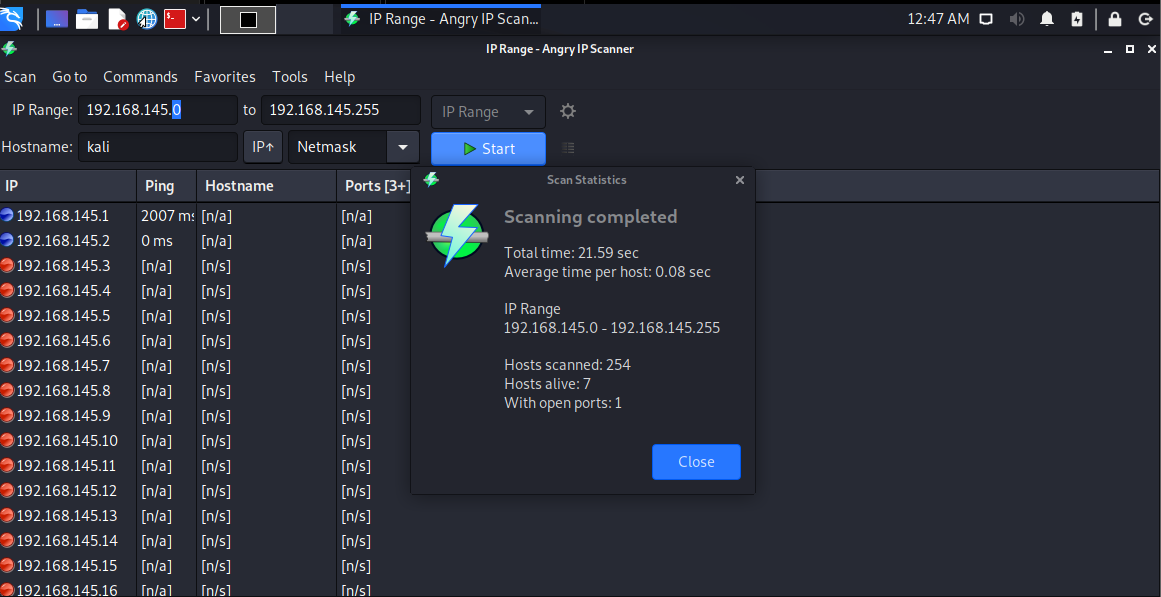 IP Range - Angry IP Scan...
12:47 AM
IP Range - Angry IP Scanner
Scan Go to Commands Favorites Tools Help
IP Range: 192.168.145.0 to 192.168.145.255 IP Range
Hostname: kali IP↑ Netmask Start
IP Ping Hostname Ports [3+]
192.168.145.1 2007 ms [n/a] [n/a]
192.168.145.2 0 ms [n/a] [n/a]
192.168.145.3 [n/a] [n/s] [n/s]
192.168.145.4 [n/a] [n/s] [n/s]
192.168.145.5 [n/a] [n/s] [n/s]
192.168.145.6 [n/a] [n/s] [n/s]
192.168.145.7 [n/a] [n/s] [n/s]
192.168.145.8 [n/a] [n/s] [n/s]
192.168.145.9 [n/a] [n/s] [n/s]
192.168.145.10 [n/a] [n/s] [n/s]
192.168.145.11 [n/a] [n/s] [n/s]
192.168.145.12 [n/a] [n/s] [n/s]
192.168.145.13 [n/a] [n/s] [n/s]
192.168.145.14 [n/a] [n/s] [n/s]
192.168.145.15 [n/a] [n/s] [n/s]
192.168.145.16 [n/a] [n/s] [n/s]
Scan Statistics
Scanning completed
Total time: 21.59 sec
Average time per host: 0.08 sec
IP Range
192.168.145.0 - 192.168.145.255
Hosts scanned: 254
Hosts alive: 7
With open ports: 1
Close